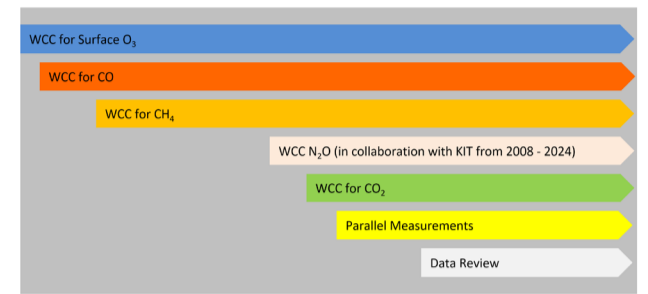 WCC for Surface O₃
WCC for CO
WCC for CH₄
WCC N₂O (in collaboration with KIT from 2008 - 2024)
WCC for CO₂
Parallel Measurements
Data Review